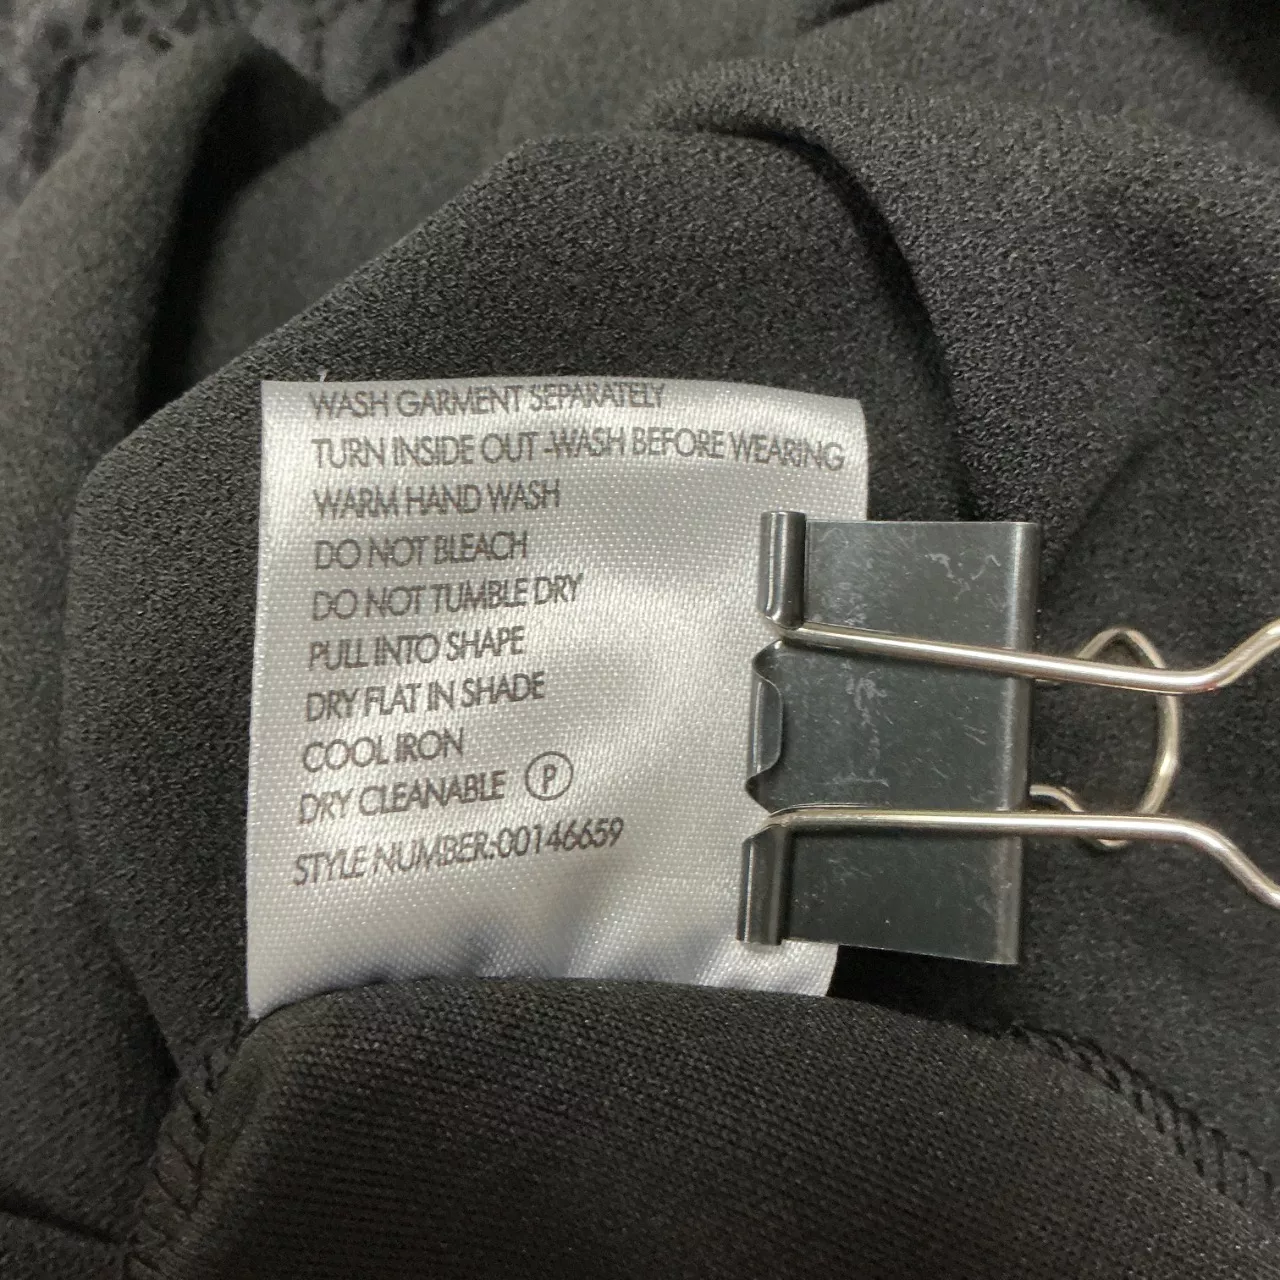 WASH GARMENT SEPARATELY
TURN INSIDE OUT -WASH BEFORE WEARING
WARM HAND WASH
DO NOT BLEACH
DO NOT TUMBLE DRY
PULL INTO SHAPE
DRY FLAT IN SHADE
COOL IRON
DRY CLEANABLE P
STYLE NUMBER:00146659